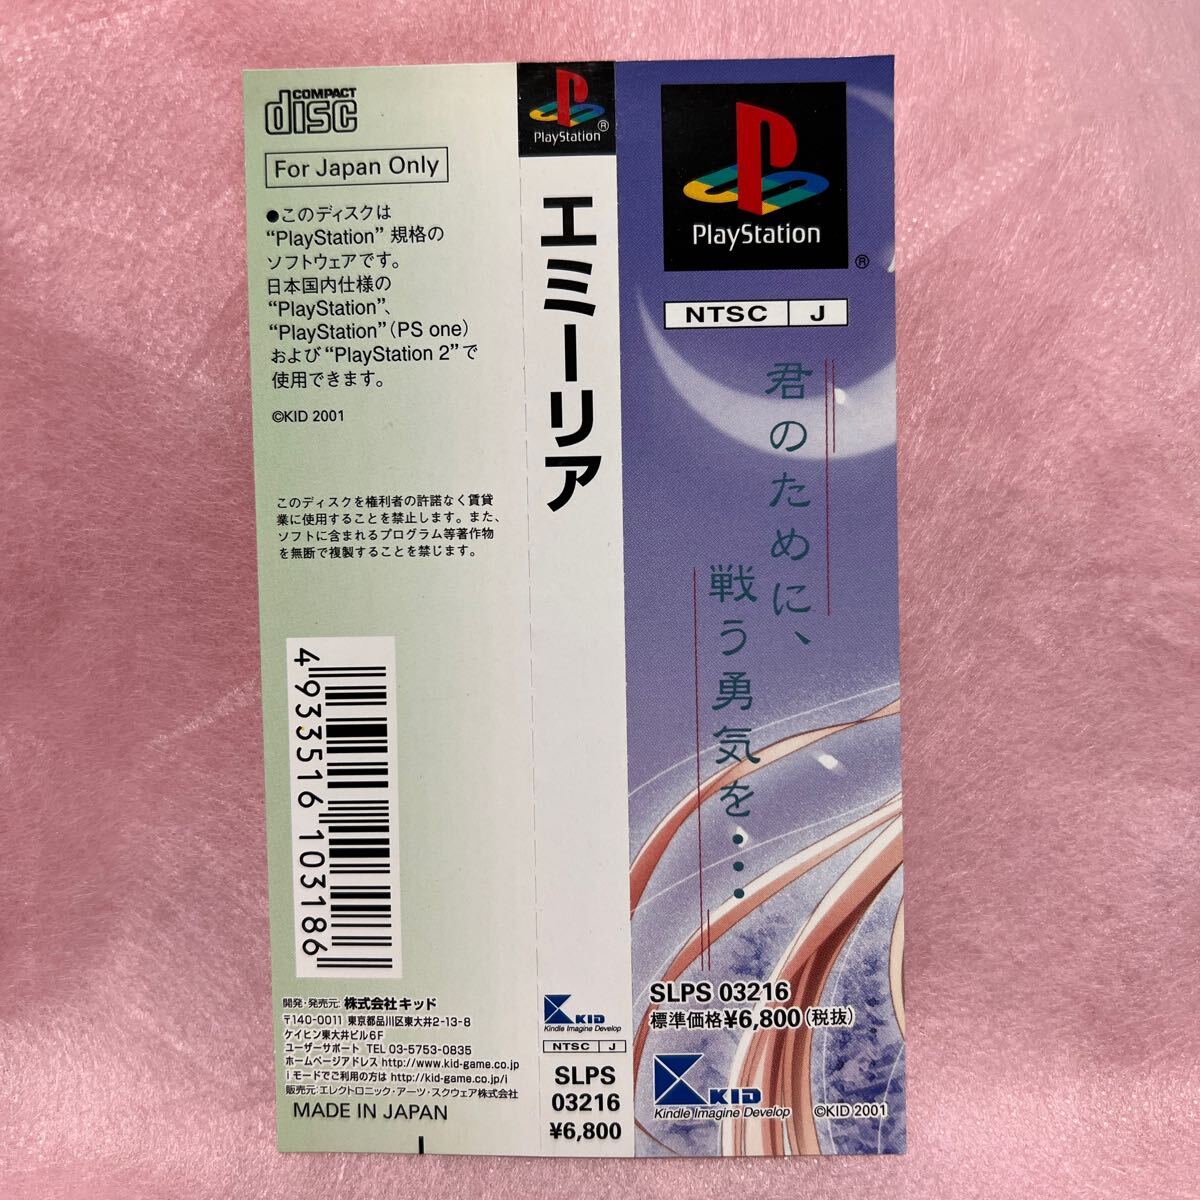 COMPACT
disc
For Japan Only
●このディスクは
“PlayStation” 規格の
ソフトウェアです。
日本国内仕様の
“PlayStation”、
“PlayStation”(PS one)
および“PlayStation 2”で
使用できます。
©KID 2001
このディスクを権利者の許諾なく賃貸
業に使用することを禁止します。また、
ソフトに含まれるプログラム等著作物
を無断で複製することを禁じます。
4933516103186
開発・発売元: 株式会社キッド
〒140-0011 東京都品川区東大井2-13-8
ケイヒン東大井ビル6F
ユーザーサポート TEL 03-5753-0835
ホームページアドレス http://www.kid-game.co.jp
iモードでご利用の方は http://kid-game.co.jp/i
販売元: エレクトロニック・アーツ・スクウェア株式会社
MADE IN JAPAN
PlayStation®
エミーリア
KID
Kindle Imagine Develop
NTSC J
SLPS
03216
¥6,800
PlayStation
®
NTSC J
君のために、
戦う勇気を・・・
SLPS 03216
標準価格¥6,800(税抜)
KID
Kindle Imagine Develop
©KID 2001